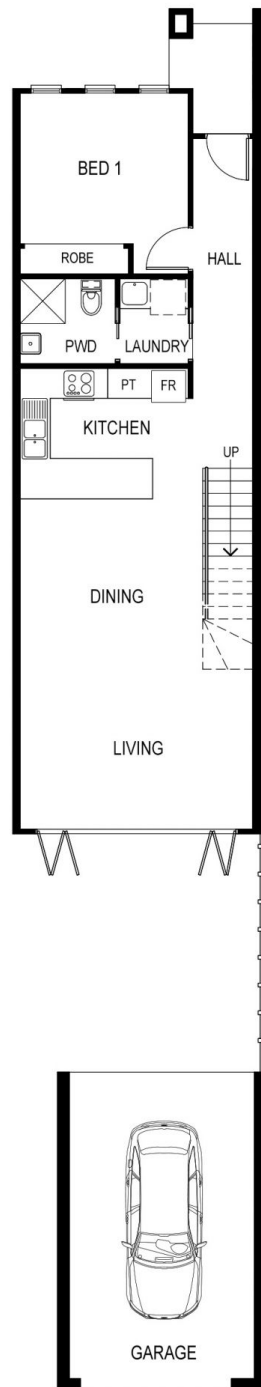 BED 1
ROBE
HALL
PWD
LAUNDRY
PT
FR
KITCHEN
UP
DINING
LIVING
GARAGE